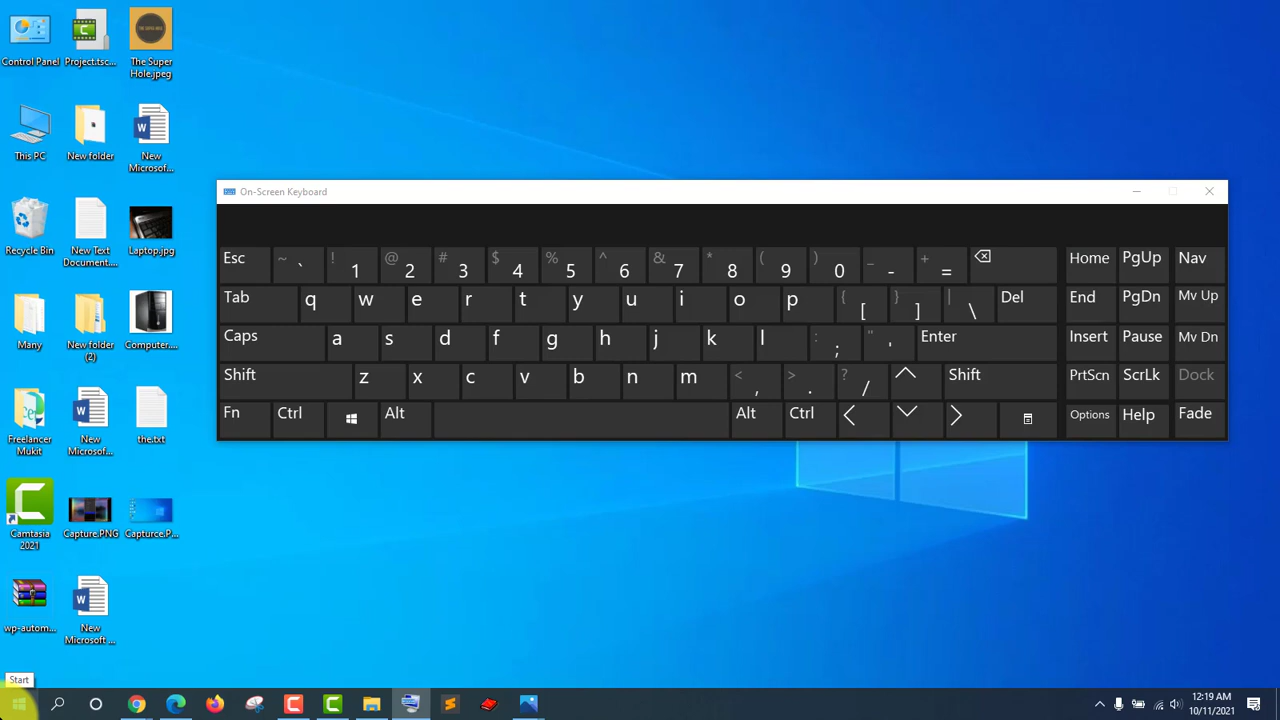 Control Panel
Project.tsc...
The Super
Hole.jpeg
THE SUPER HOLE
This PC
New folder
New
Microsof...
Recycle Bin
New Text
Document....
Laptop.jpg
Many
New folder
(2)
Computer....
Freelancer
Mukit
New
Microsof...
the.txt
Camtasia
2021
Capture.PNG
Capturce.P...
wp-autom...
New
Microsoft ...
On-Screen Keyboard
Esc ~ ` ! 1 @ 2 # 3 $ 4 % 5 ^ 6 & 7 * 8 ( 9 ) 0 _ - + = Home PgUp Nav
Tab q w e r t y u i o p { [ } ] | \ Del End PgDn Mv Up
Caps a s d f g h j k l : ; " ' Enter Insert Pause Mv Dn
Shift z x c v b n m < , > . ? / Shift PrtScn ScrLk Dock
Fn Ctrl Alt Alt Ctrl Options Help Fade
Start
12:19 AM
10/11/2021